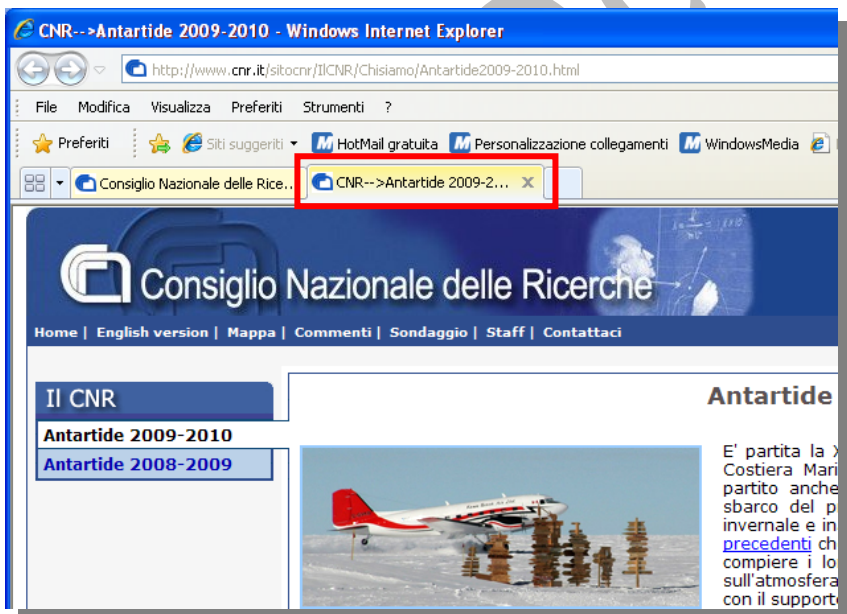 CNR-->Antartide 2009-2010 - Windows Internet Explorer
http://www.cnr.it/sitocnr/IlCNR/Chisiamo/Antartide2009-2010.html
File Modifica Visualizza Preferiti Strumenti ?
Preferiti Siti suggeriti HotMail gratuita Personalizzazione collegamenti WindowsMedia
Consiglio Nazionale delle Rice... CNR-->Antartide 2009-2... X
Consiglio Nazionale delle Ricerche
Home | English version | Mappa | Commenti | Sondaggio | Staff | Contattaci
Il CNR
Antartide 2009-2010
Antartide 2008-2009
Antartide
E' partita la
Costiera Mari
partito anche
sbarco del p
invernale e in
precedenti ch
compiere i lo
sull'atmosfera
con il supporto